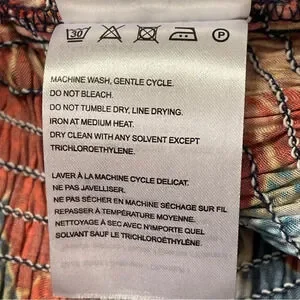 30 P
MACHINE WASH, GENTLE CYCLE.
DO NOT BLEACH.
DO NOT TUMBLE DRY, LINE DRYING.
IRON AT MEDIUM HEAT.
DRY CLEAN WITH ANY SOLVENT EXCEPT
TRICHLOROETHYLENE.
LAVER À LA MACHINE CYCLE DELICAT.
NE PAS JAVELLISER.
NE PAS SÉCHER EN MACHINE SÉCHAGE SUR FIL
REPASSER À TEMPÉRATURE MOYENNE.
NETTOYAGE À SEC AVEC N'IMPORTE QUEL
SOLVANT SAUF LE TRICHLOROÉTHYLÈNE.